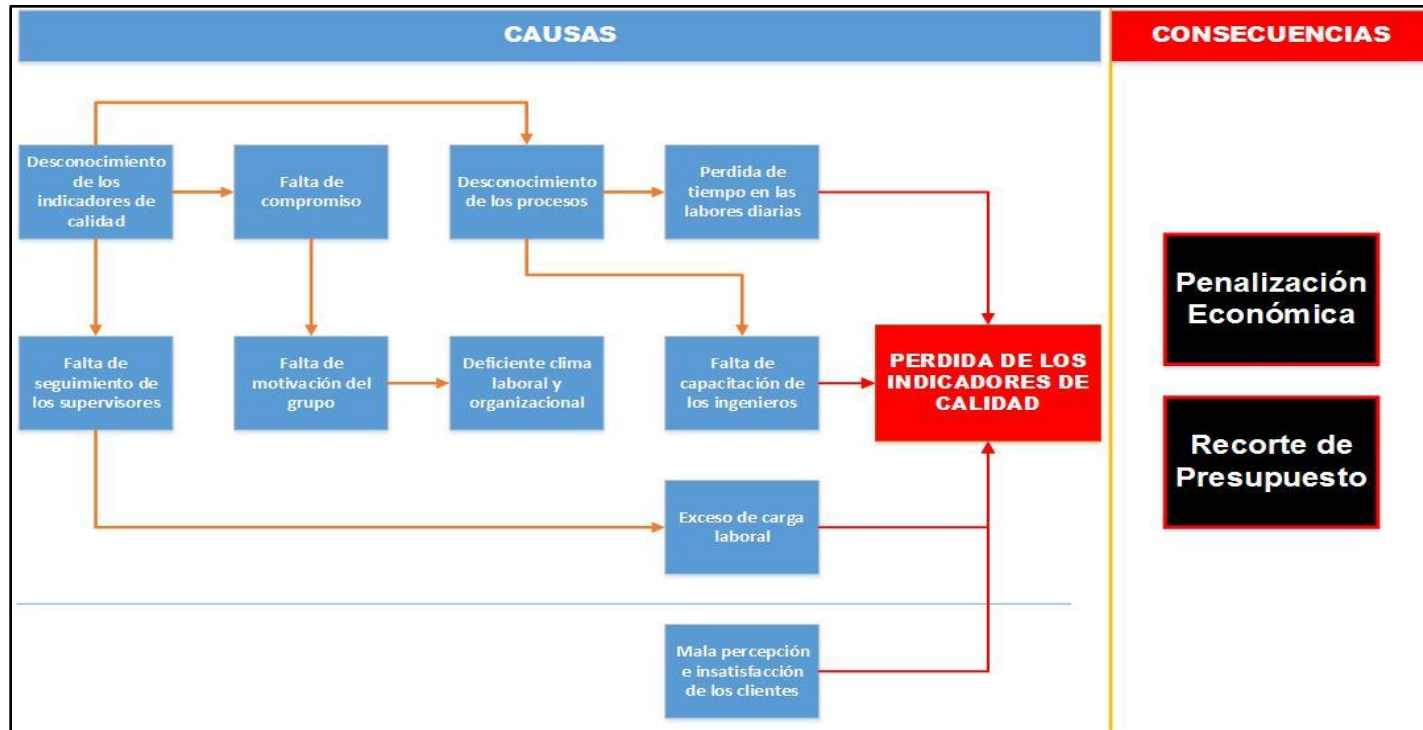 CAUSAS
CONSECUENCIAS
Desconocimiento
de los
indicadores de
calidad
Falta de
compromiso
Desconocimiento
de los procesos
Perdida de
tiempo en las
labores diarias
Falta de
seguimiento de
los supervisores
Falta de
motivación del
grupo
Deficiente clima
laboral y
organizacional
Falta de
capacitación de
los ingenieros
PERDIDA DE LOS
INDICADORES DE
CALIDAD
Exceso de carga
laboral
Mala percepción
e insatisfacción
de los clientes
Penalización
Económica
Recorte de
Presupuesto